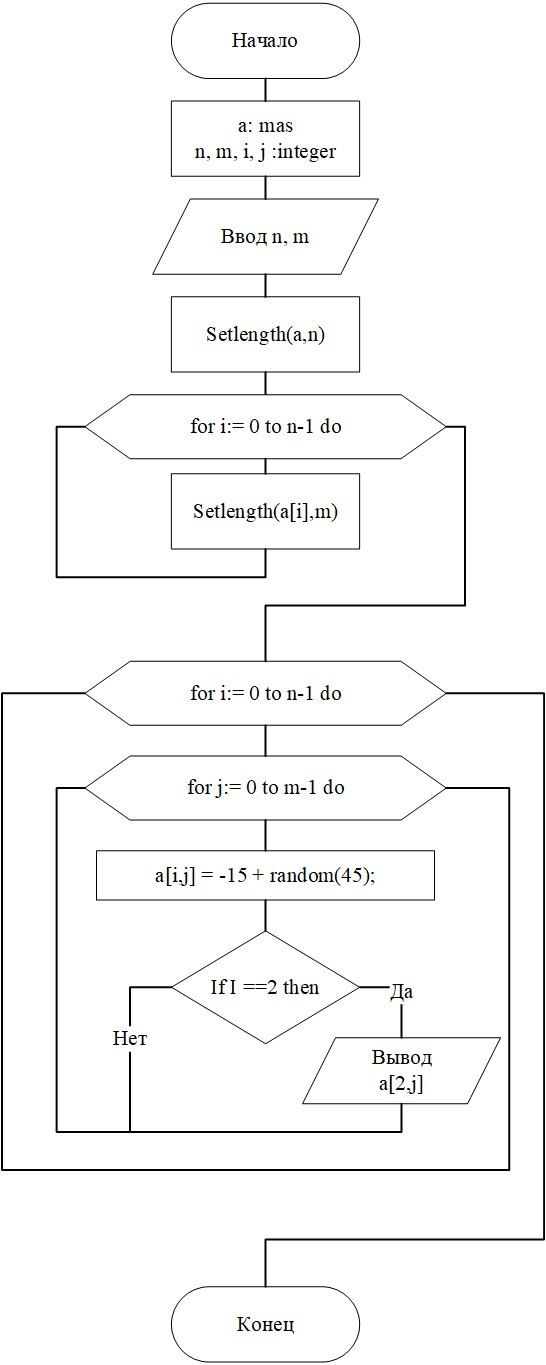 Начало
a: mas
n, m, i, j :integer
Ввод n, m
Setlength(a,n)
for i:= 0 to n-1 do
Setlength(a[i],m)
for i:= 0 to n-1 do
for j:= 0 to m-1 do
a[i,j] = -15 + random(45);
If I ==2 then
Да
Нет
Вывод
a[2,j]
Конец